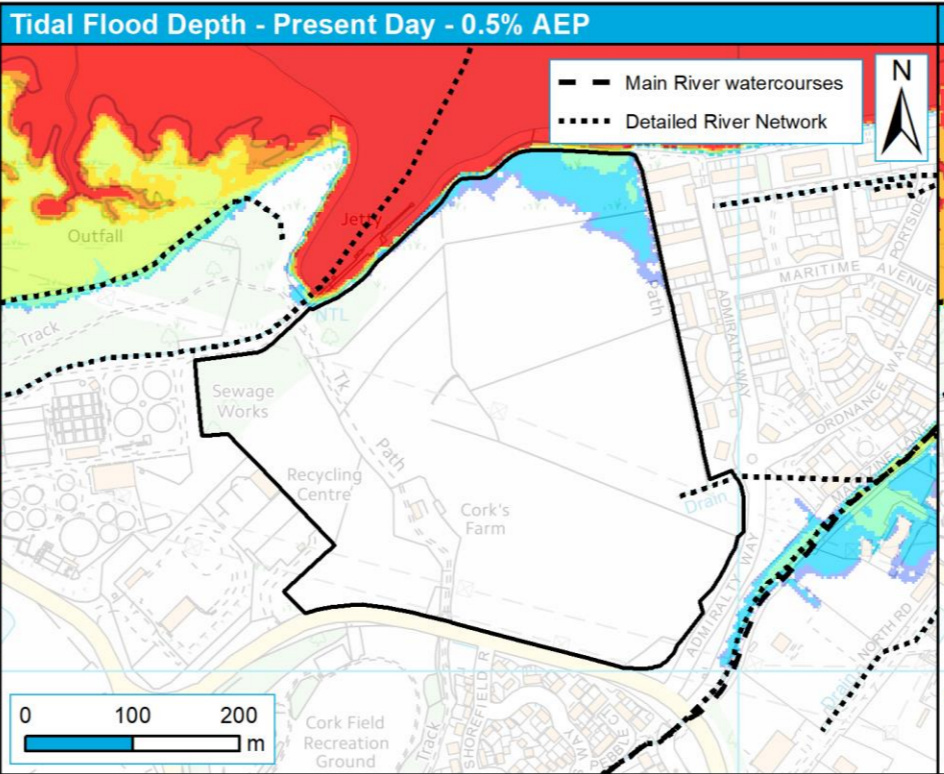 Tidal Flood Depth - Present Day - 0.5% AEP
N
Main River watercourses
Detailed River Network
Jetty
Outfall
PORTSIDE
MARITIME AVENUE
Path
Track
NTL
ADMIRALTY WAY
ORDNANCE WAY
Sewage
Works
Tk
Path
Recycling
Centre
Cork's
Farm
Drain
ADMIRALTY WAY
NORTH RD
Drain
0 100 200
m
Cork Field
Recreation
Ground
Track
SHOREFIELD R